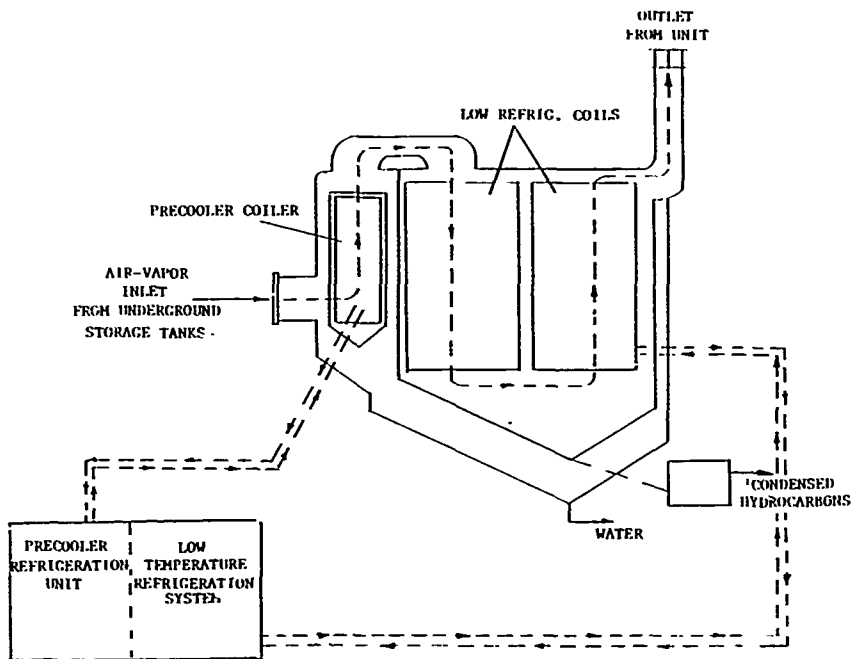 OUTLET
FROM UNIT
LOW REFRIG. COILS
PRECOOLER COILER
AIR-VAPOR
INLET
FROM UNDERGROUND
STORAGE TANKS.
'CONDENSED
HYDROCARBONS
WATER
PRECOOLER
REFRIGERATION
UNIT
LOW
TEMPERATURE
REFRIGERATION
SYSTEM